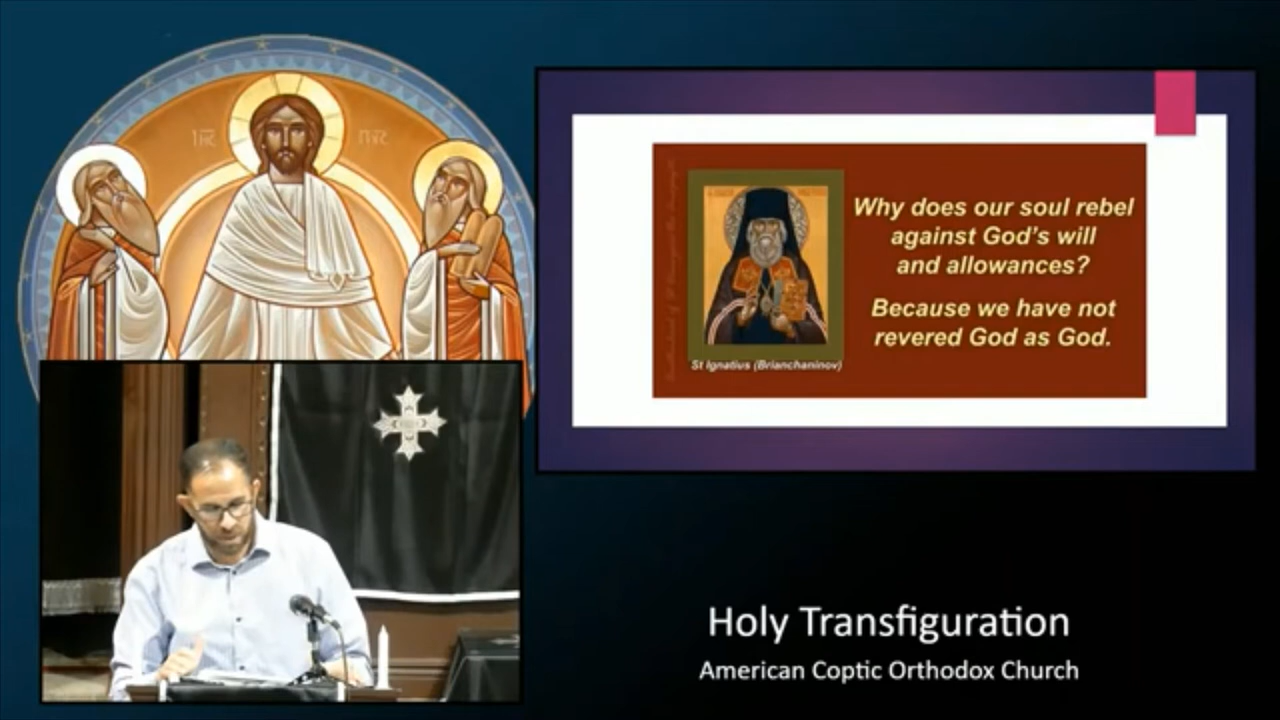 Why does our soul rebel
against God's will
and allowances?
Because we have not
revered God as God.
St Ignatius (Brianchaninov)
Holy Transfiguration
American Coptic Orthodox Church